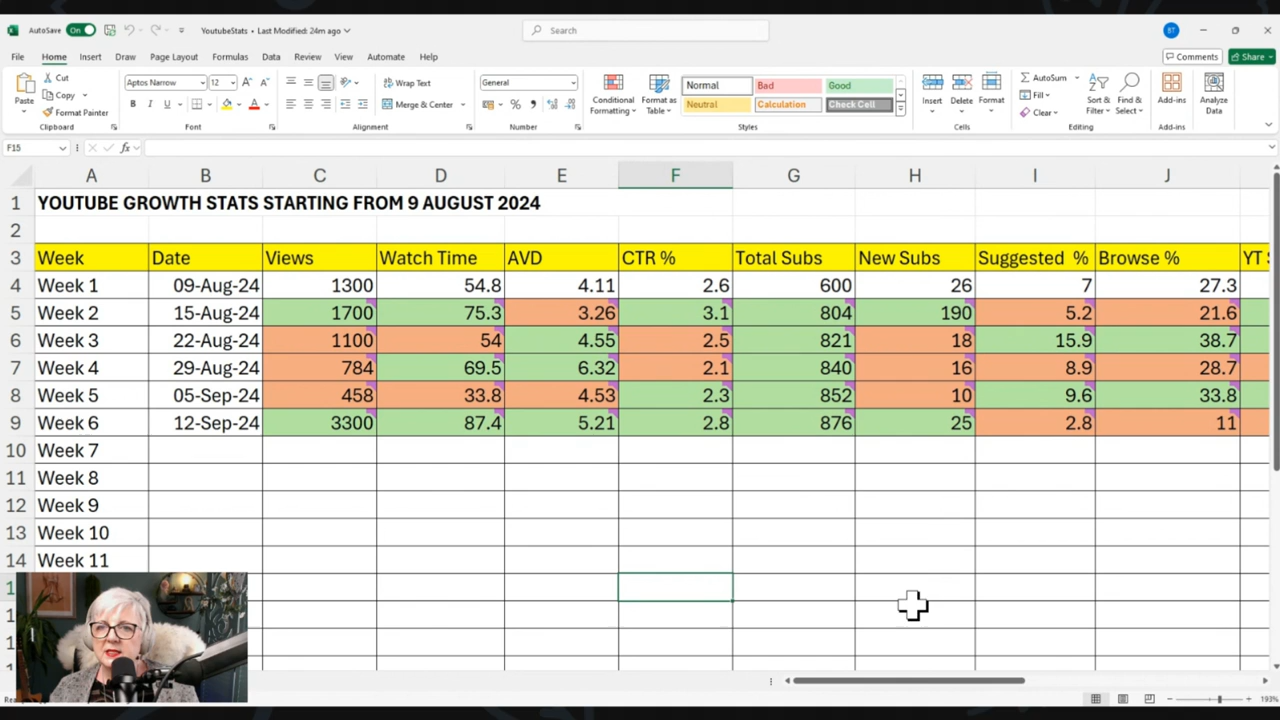 AutoSave On YoutubeStats • Last Modified: 24m ago Search BT
File Home Insert Draw Page Layout Formulas Data Review View Automate Help Comments Share
Paste Cut Copy Format Painter Clipboard
Aptos Narrow 12 A A B I U A Font
Wrap Text Merge & Center Alignment
General % , Number
Conditional Formatting Format as Table Normal Bad Good Neutral Calculation Check Cell Styles
Insert Delete Format Cells
AutoSum Fill Clear Sort & Filter Find & Select Editing
Add-ins Add-ins
Analyze Data
F15 fx
A B C D E F G H I J
1 YOUTUBE GROWTH STATS STARTING FROM 9 AUGUST 2024
2
3 Week Date Views Watch Time AVD CTR % Total Subs New Subs Suggested % Browse % YT
4 Week 1 09-Aug-24 1300 54.8 4.11 2.6 600 26 7 27.3
5 Week 2 15-Aug-24 1700 75.3 3.26 3.1 804 190 5.2 21.6
6 Week 3 22-Aug-24 1100 54 4.55 2.5 821 18 15.9 38.7
7 Week 4 29-Aug-24 784 69.5 6.32 2.1 840 16 8.9 28.7
8 Week 5 05-Sep-24 458 33.8 4.53 2.3 852 10 9.6 33.8
9 Week 6 12-Sep-24 3300 87.4 5.21 2.8 876 25 2.8 11
10 Week 7
11 Week 8
12 Week 9
13 Week 10
14 Week 11
193%